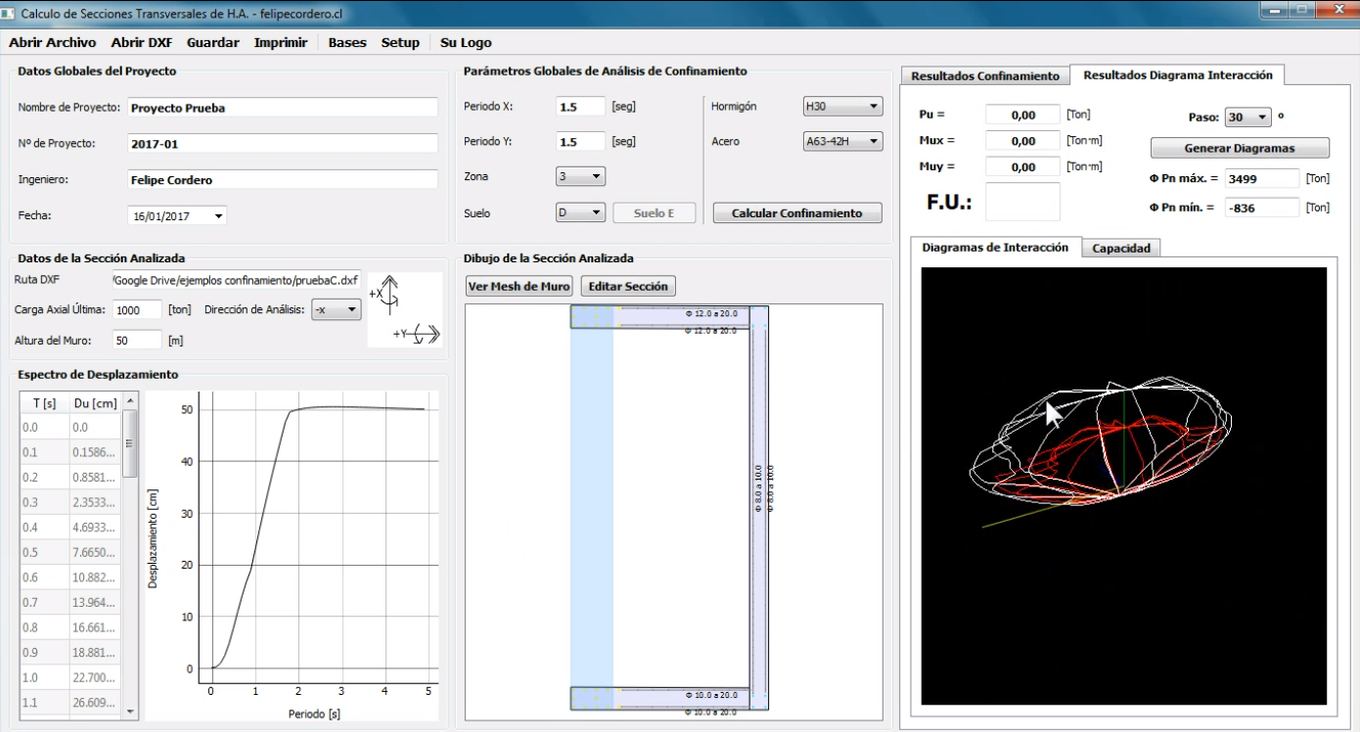 Calculo de Secciones Transversales de H.A. - felipecordero.cl
Abrir Archivo Abrir DXF Guardar Imprimir Bases Setup Su Logo
Datos Globales del Proyecto
Nombre de Proyecto: Proyecto Prueba
Nº de Proyecto: 2017-01
Ingeniero: Felipe Cordero
Fecha: 16/01/2017
Parámetros Globales de Análisis de Confinamiento
Periodo X: 1.5 [seg] Hormigón H30
Periodo Y: 1.5 [seg] Acero A63-42H
Zona 3
Suelo D Suelo E Calcular Confinamiento
Resultados Confinamiento Resultados Diagrama Interacción
Pu = 0,00 [Ton] Paso: 30 º
Mux = 0,00 [Ton*m] Generar Diagramas
Muy = 0,00 [Ton*m] Φ Pn máx. = 3499 [Ton]
F.U.: Φ Pn mín. = -836 [Ton]
Datos de la Sección Analizada
Ruta DXF /Google Drive/ejemplos confinamiento/pruebaC.dxf
Carga Axial Última: 1000 [ton] Dirección de Análisis: -x
Altura del Muro: 50 [m]
+X
+Y
Dibujo de la Sección Analizada
Ver Mesh de Muro Editar Sección
Φ 12.0 a 20.0
Φ 12.0 a 20.0
Φ 8.0 a 10.0
Φ 8.0 a 10.0
Φ 10.0 a 20.0
Φ 10.0 a 20.0
Diagramas de Interacción Capacidad
Espectro de Desplazamiento
T [s] Du [cm]
0.0 0.0
0.1 0.1586...
0.2 0.8581...
0.3 2.3533...
0.4 4.6933...
0.5 7.6650...
0.6 10.882...
0.7 13.964...
0.8 16.661...
0.9 18.881...
1.0 22.700...
1.1 26.609...
Desplazamiento [cm]
50
40
30
20
10
0
0 1 2 3 4 5
Periodo [s]